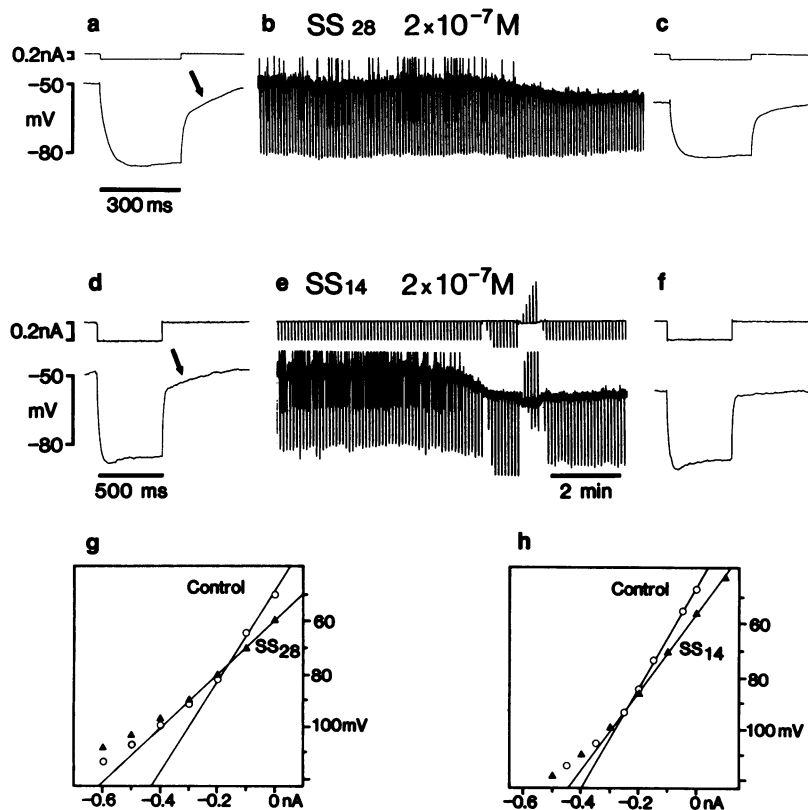 a b SS 28 2×10⁻⁷M c
0.2nA
−50
mV
−80
300 ms
d e SS14 2×10⁻⁷M f
0.2nA
−50
mV
−80
500 ms
2 min
g
Control
SS28
60
80
100mV
−0.6 −0.4 −0.2 0 nA
h
Control
SS14
60
80
100 mV
−0.6 −0.4 −0.2 0 nA